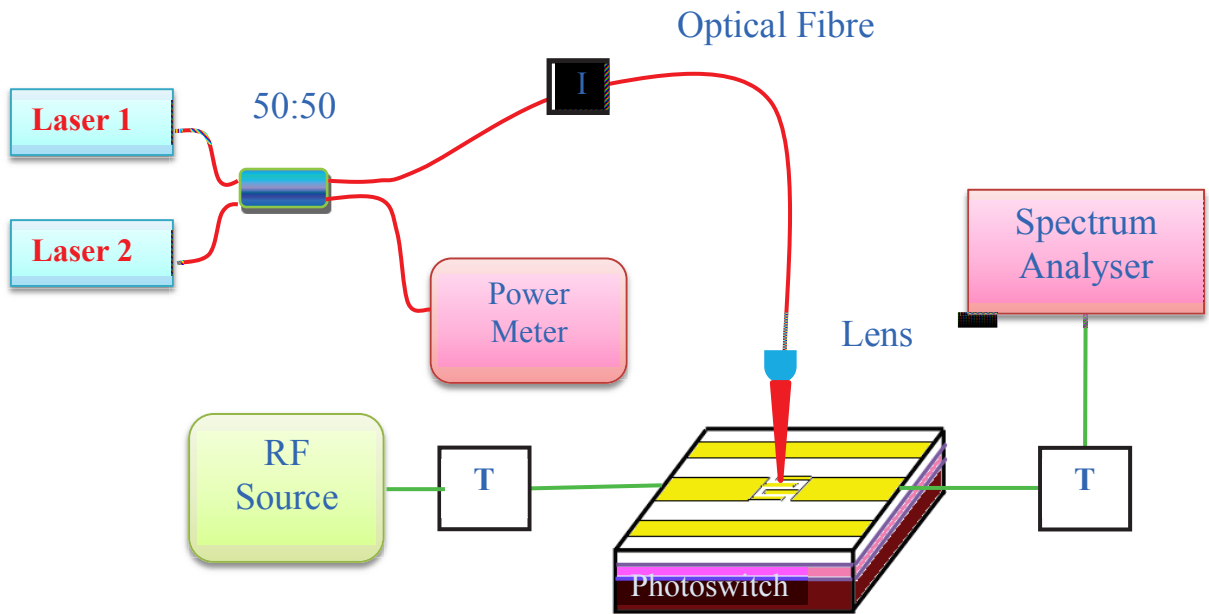 Optical Fibre
I
50:50
Laser 1
Laser 2
Power
Meter
Lens
Spectrum
Analyser
RF
Source
T
T
Photoswitch